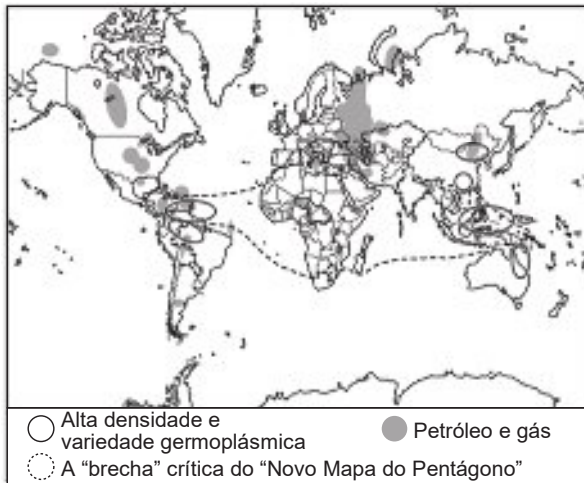 Alta densidade e
variedade germoplásmica
Petróleo e gás
A “brecha” crítica do “Novo Mapa do Pentágono”